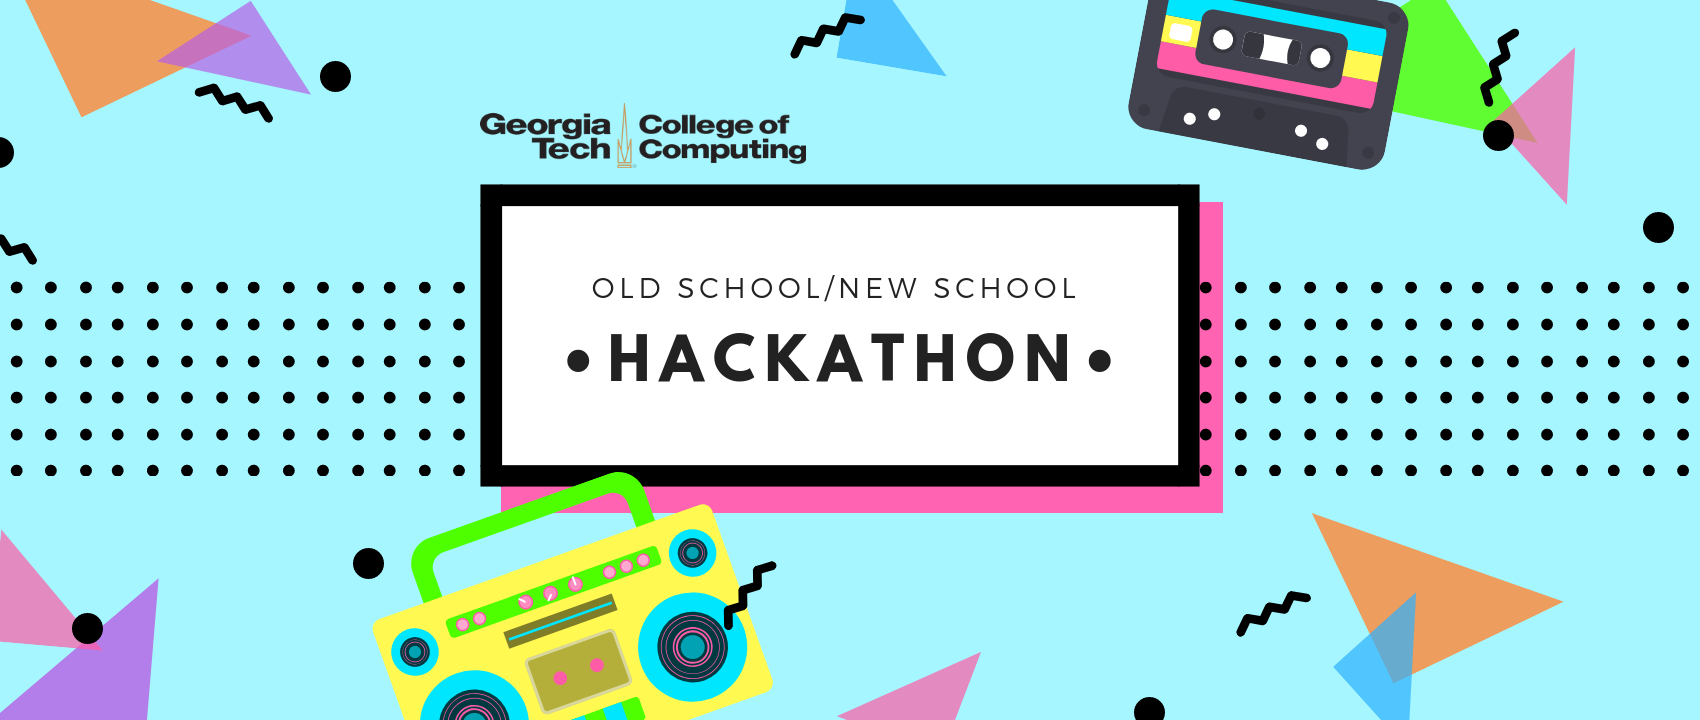 Georgia Tech
College of Computing
OLD SCHOOL/NEW SCHOOL
•HACKATHON•